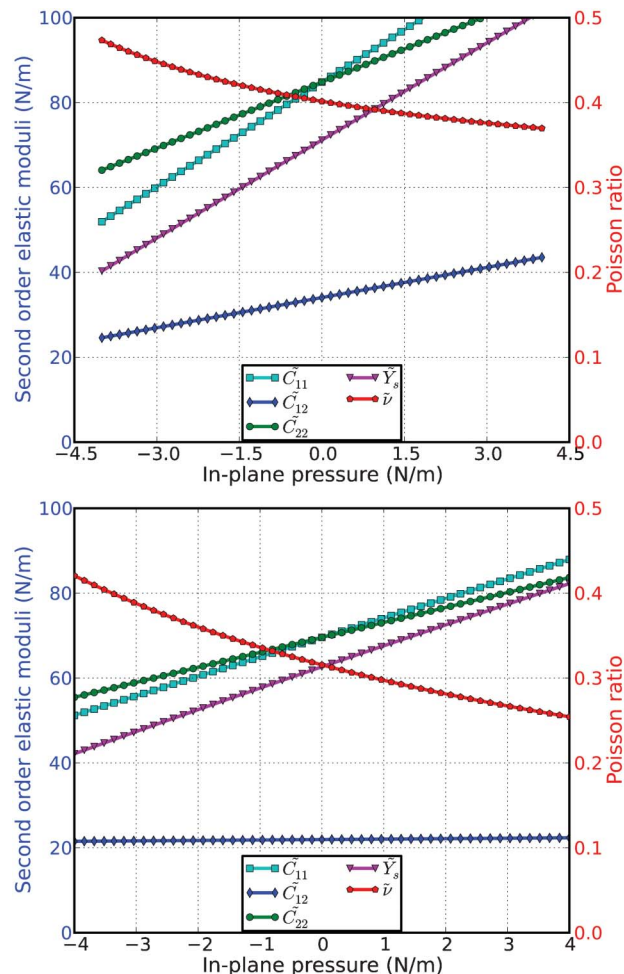 100
80
60
40
20
0
Second order elastic moduli (N/m)
0.5
0.4
0.3
0.2
0.1
0.0
Poisson ratio
C̃₁₁
C̃₁₂
C̃₂₂
Ỹₛ
ν̃
−4.5 −3.0 −1.5 0.0 1.5 3.0 4.5
In-plane pressure (N/m)
100
80
60
40
20
0
Second order elastic moduli (N/m)
0.5
0.4
0.3
0.2
0.1
0.0
Poisson ratio
C̃₁₁
C̃₁₂
C̃₂₂
Ỹₛ
ν̃
−4 −3 −2 −1 0 1 2 3 4
In-plane pressure (N/m)